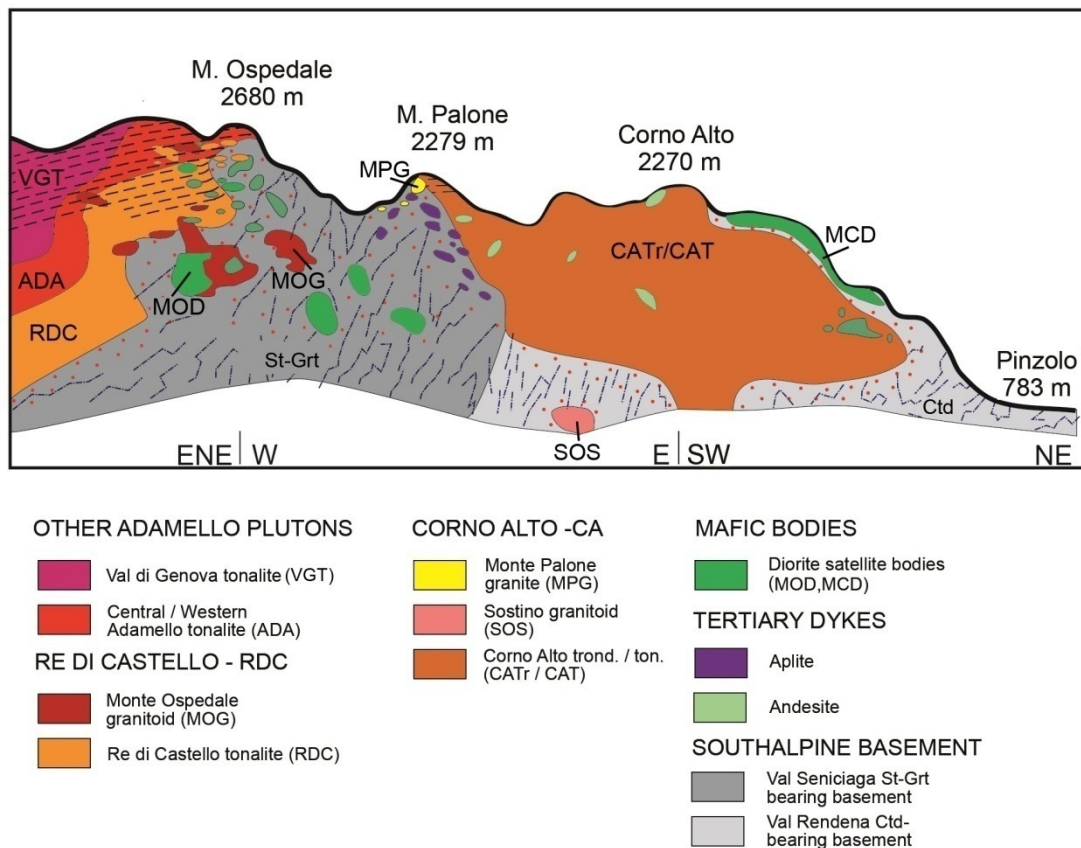 M. Ospedale
2680 m
M. Palone
2279 m
Corno Alto
2270 m
MPG
VGT
MCD
CATr/CAT
ADA
MOD
MOG
RDC
St-Grt
Pinzolo
783 m
Ctd
SOS
ENE W
E SW
NE
OTHER ADAMELLO PLUTONS
Val di Genova tonalite (VGT)
Central / Western
Adamello tonalite (ADA)
RE DI CASTELLO - RDC
Monte Ospedale
granitoid (MOG)
Re di Castello tonalite (RDC)
CORNO ALTO -CA
Monte Palone
granite (MPG)
Sostino granitoid
(SOS)
Corno Alto trond. / ton.
(CATr / CAT)
MAFIC BODIES
Diorite satellite bodies
(MOD,MCD)
TERTIARY DYKES
Aplite
Andesite
SOUTHALPINE BASEMENT
Val Seniciaga St-Grt
bearing basement
Val Rendena Ctd-
bearing basement